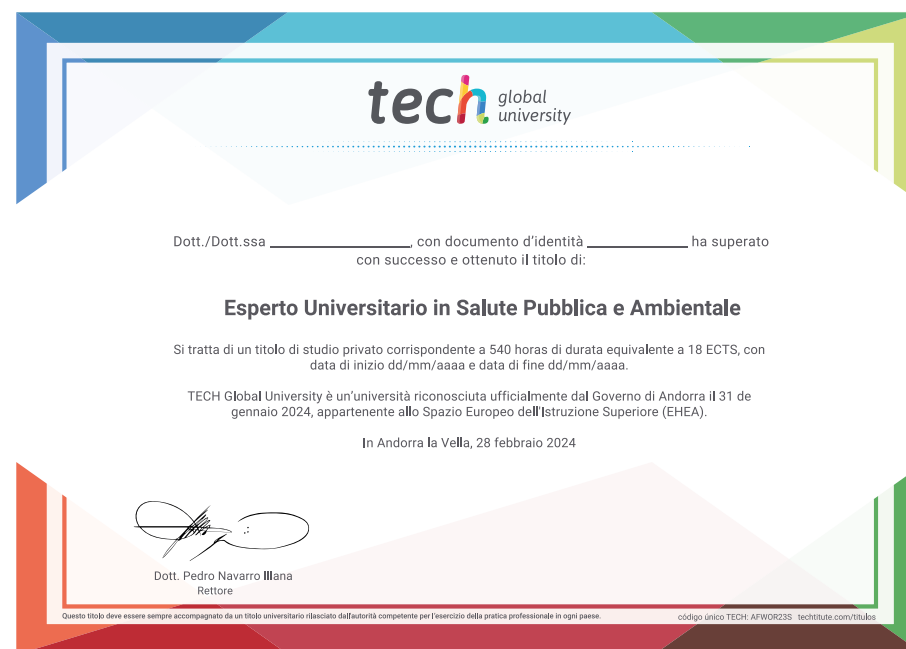 tech global
university
Dott./Dott.ssa ____________________, con documento d'identità ______________ ha superato
con successo e ottenuto il titolo di:
Esperto Universitario in Salute Pubblica e Ambientale
Si tratta di un titolo di studio privato corrispondente a 540 horas di durata equivalente a 18 ECTS, con
data di inizio dd/mm/aaaa e data di fine dd/mm/aaaa.
TECH Global University è un'università riconosciuta ufficialmente dal Governo di Andorra il 31 de
gennaio 2024, appartenente allo Spazio Europeo dell'Istruzione Superiore (EHEA).
In Andorra la Vella, 28 febbraio 2024
Dott. Pedro Navarro Illana
Rettore
Questo titolo deve essere sempre accompagnato da un titolo universitario rilasciato dall'autorità competente per l'esercizio della pratica professionale in ogni paese.
código único TECH: AFWOR23S techtitute.com/titulos